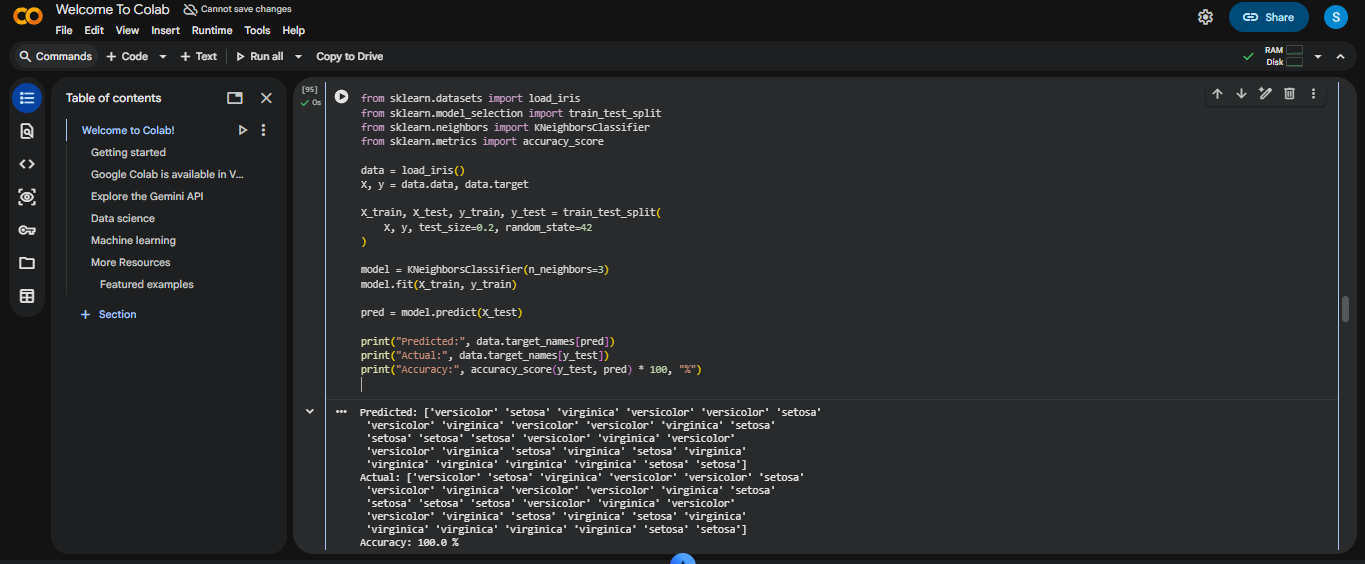 Welcome To Colab
Cannot save changes
File Edit View Insert Runtime Tools Help
Share
S
Commands + Code + Text Run all Copy to Drive
RAM
Disk
Table of contents
Welcome to Colab!
Getting started
Google Colab is available in V...
Explore the Gemini API
Data science
Machine learning
More Resources
Featured examples
+ Section
[95]
0s
from sklearn.datasets import load_iris
from sklearn.model_selection import train_test_split
from sklearn.neighbors import KNeighborsClassifier
from sklearn.metrics import accuracy_score
data = load_iris()
X, y = data.data, data.target
X_train, X_test, y_train, y_test = train_test_split(
    X, y, test_size=0.2, random_state=42
)
model = KNeighborsClassifier(n_neighbors=3)
model.fit(X_train, y_train)
pred = model.predict(X_test)
print("Predicted:", data.target_names[pred])
print("Actual:", data.target_names[y_test])
print("Accuracy:", accuracy_score(y_test, pred) * 100, "%")
Predicted: ['versicolor' 'setosa' 'virginica' 'versicolor' 'versicolor' 'setosa'
 'versicolor' 'virginica' 'versicolor' 'versicolor' 'virginica' 'setosa'
 'setosa' 'setosa' 'setosa' 'versicolor' 'virginica' 'versicolor'
 'versicolor' 'virginica' 'setosa' 'virginica' 'setosa' 'virginica'
 'virginica' 'virginica' 'virginica' 'virginica' 'setosa' 'setosa']
Actual: ['versicolor' 'setosa' 'virginica' 'versicolor' 'versicolor' 'setosa'
 'versicolor' 'virginica' 'versicolor' 'versicolor' 'virginica' 'setosa'
 'setosa' 'setosa' 'setosa' 'versicolor' 'virginica' 'versicolor'
 'versicolor' 'virginica' 'setosa' 'virginica' 'setosa' 'virginica'
 'virginica' 'virginica' 'virginica' 'virginica' 'setosa' 'setosa']
Accuracy: 100.0 %